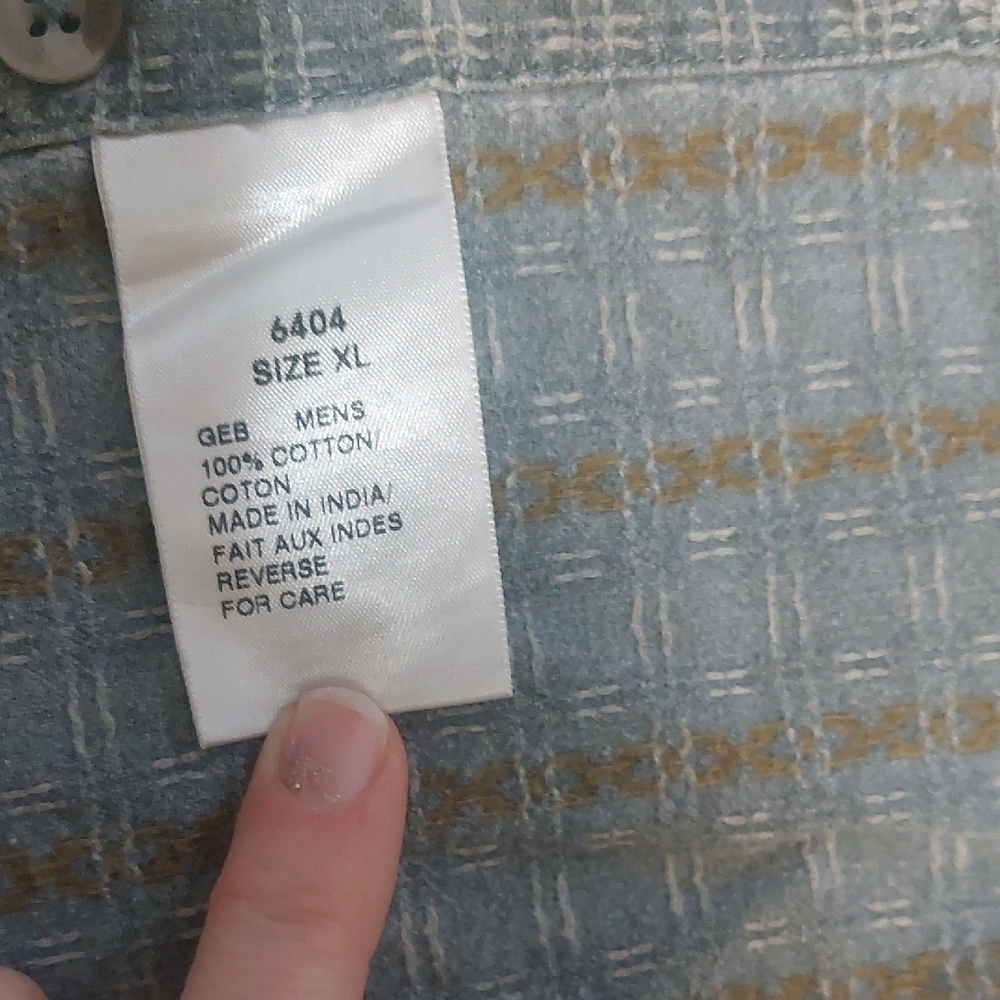 6404
SIZE XL
GEB MENS
100% COTTON/
COTON
MADE IN INDIA/
FAIT AUX INDES
REVERSE
FOR CARE